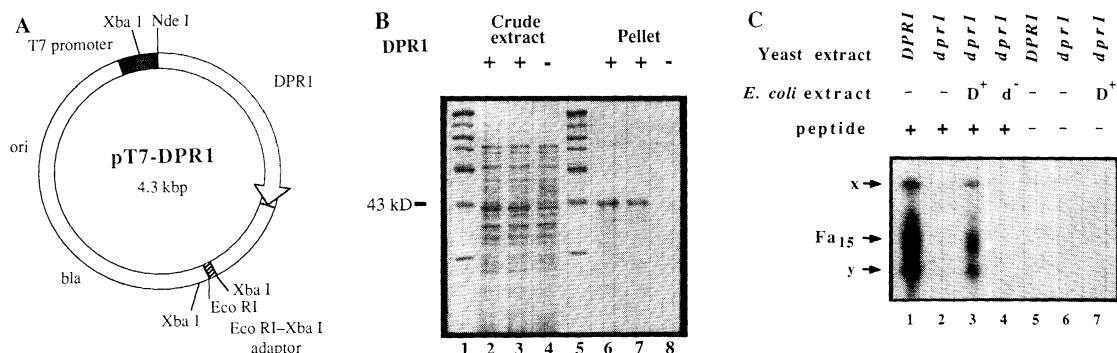 A
Xba I
Nde I
T7 promoter
DPR1
ori
pT7-DPR1
4.3 kbp
bla
Xba I
Xba I
Eco RI
Eco RI–Xba I
adaptor
B
Crude
extract
Pellet
DPR1
+ + - + + -
43 kD
1 2 3 4 5 6 7 8
C
DPR1 dpr1 dpr1 dpr1 DPR1 dpr1 dpr1
Yeast extract
E. coli extract - - D+ d- - - D+
peptide + + + + - - -
x
Fa15
y
1 2 3 4 5 6 7